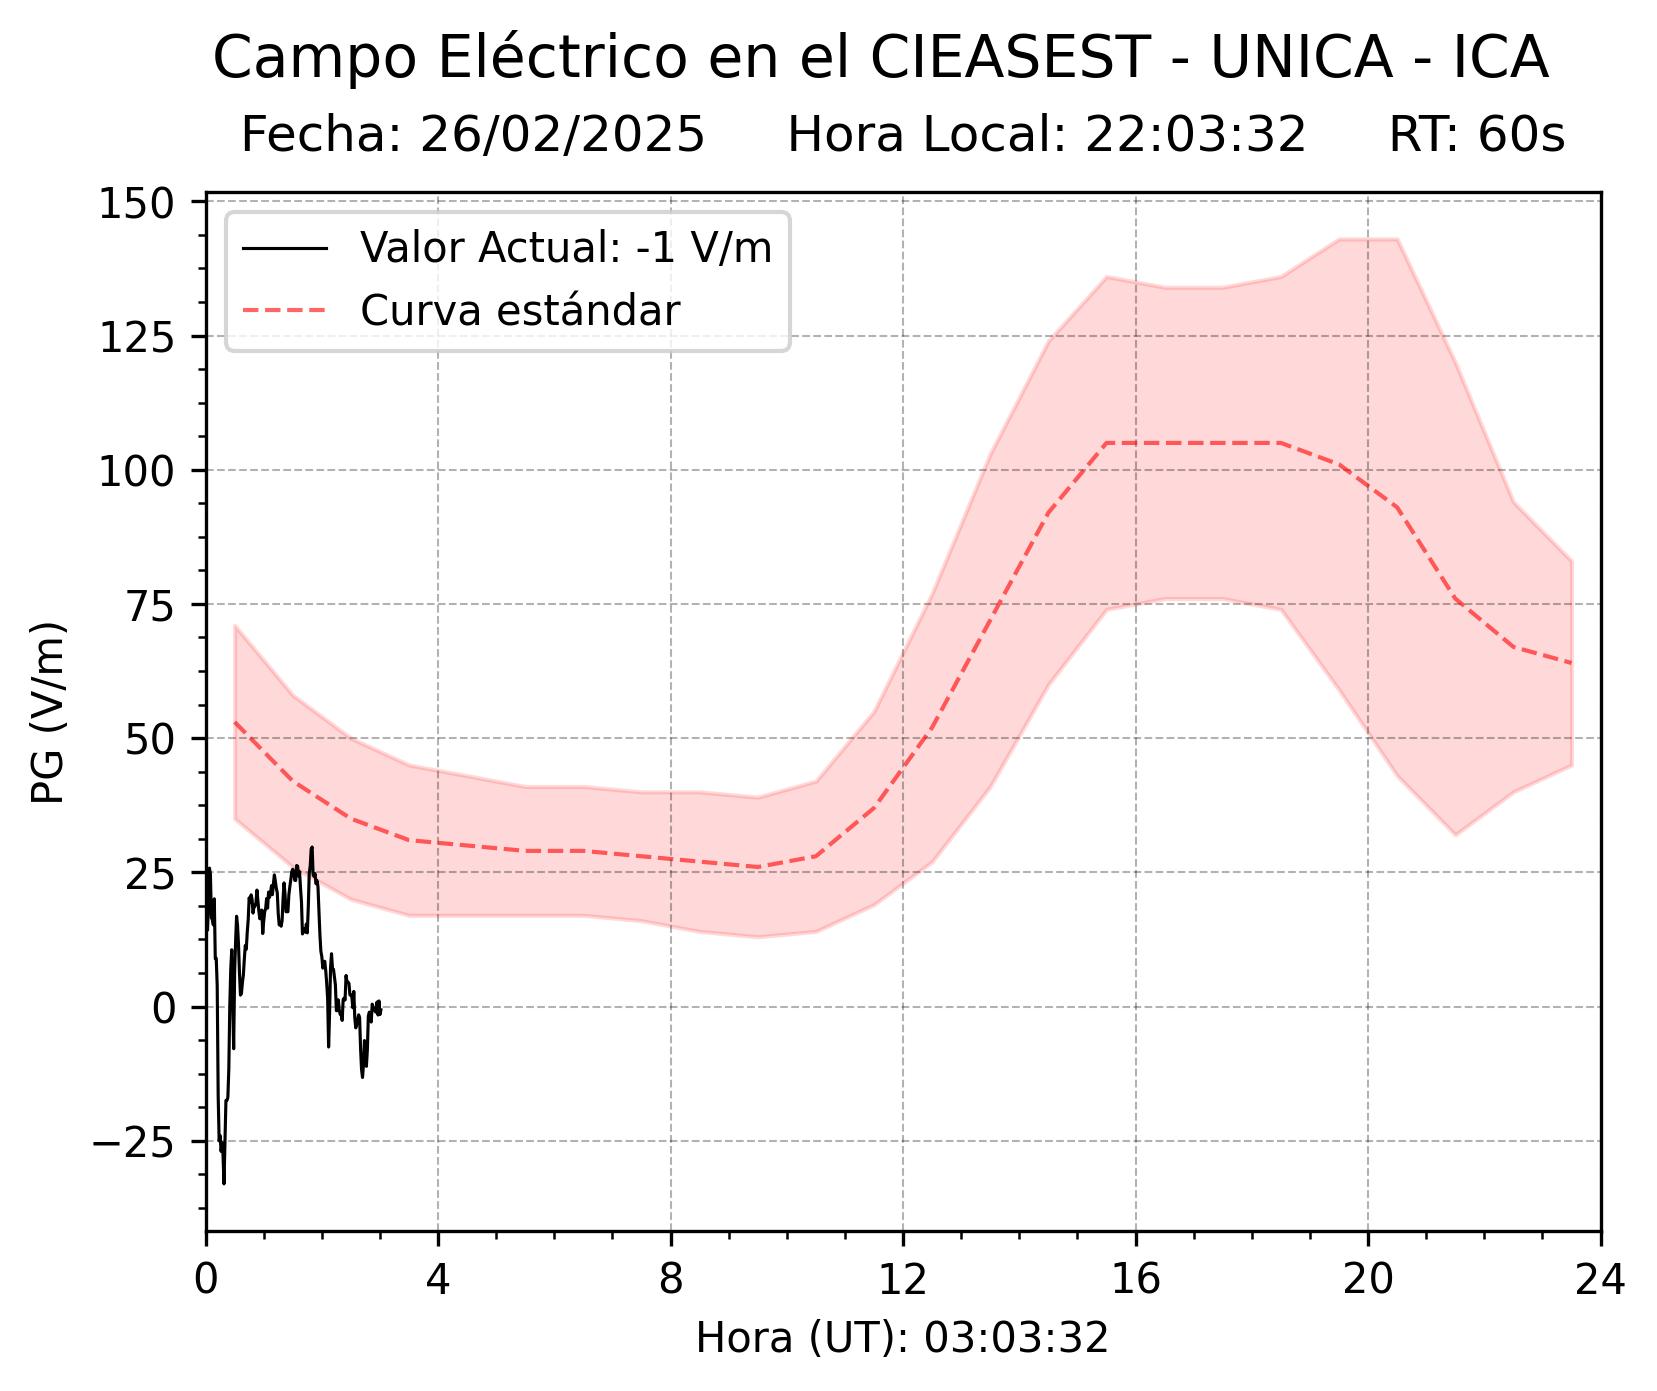 Campo Eléctrico en el CIEASEST - UNICA - ICA
Fecha: 26/02/2025 Hora Local: 22:03:32 RT: 60s
Valor Actual: -1 V/m
Curva estándar
PG (V/m)
150
125
100
75
50
25
0
−25
0 4 8 12 16 20 24
Hora (UT): 03:03:32